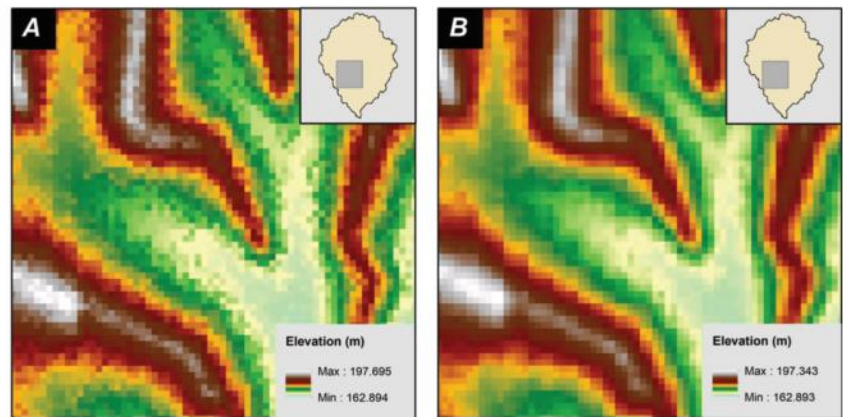 A
Elevation (m)
Max : 197.695
Min : 162.894
B
Elevation (m)
Max : 197.343
Min : 162.893